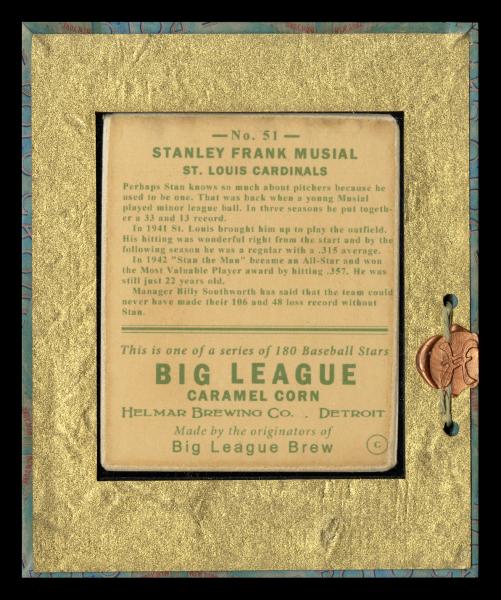 — No. 51 —
STANLEY FRANK MUSIAL
ST. LOUIS CARDINALS
Perhaps Stan knows so much about pitchers because he
used to be one. That was back when a young Musial
played minor league ball. In three seasons he put togeth-
er a 33 and 13 record.
In 1941 St. Louis brought him up to play the outfield.
His hitting was wonderful right from the start and by the
following season he was a regular with a .315 average.
In 1942 "Stan the Man" became an All-Star and won
the Most Valuable Player award by hitting .357. He was
still just 22 years old.
Manager Billy Southworth has said that the team could
never have made their 106 and 48 loss record without
Stan.
This is one of a series of 180 Baseball Stars
BIG LEAGUE
CARAMEL CORN
HELMAR BREWING CO. . DETROIT
Made by the originators of
Big League Brew
C